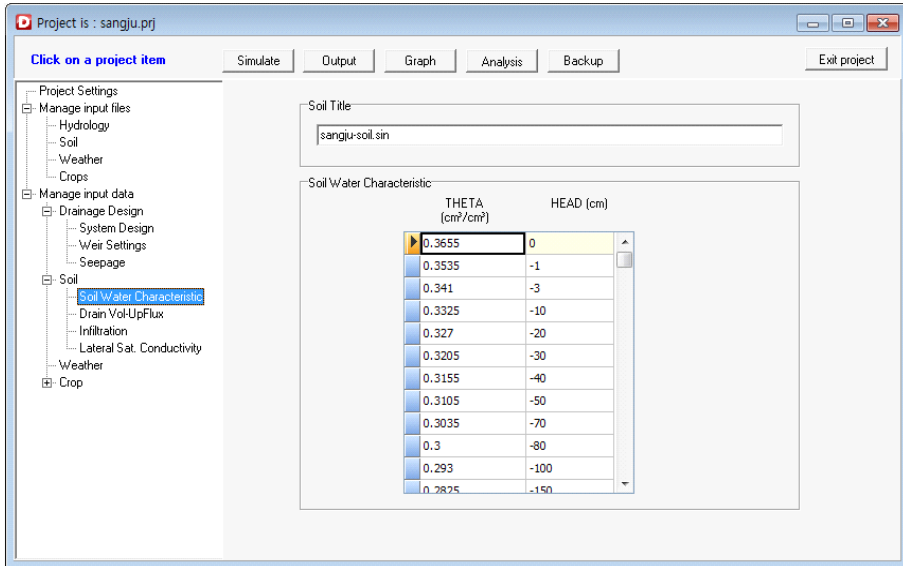 Project is : sangju.prj
Click on a project item
Simulate Output Graph Analysis Backup Exit project
Project Settings
Manage input files
Hydrology
Soil
Weather
Crops
Manage input data
Drainage Design
System Design
Weir Settings
Seepage
Soil
Soil Water Characteristic
Drain Vol-UpFlux
Infiltration
Lateral Sat. Conductivity
Weather
Crop
Soil Title
sangju-soil.sin
Soil Water Characteristic
THETA HEAD (cm)
(cm³/cm³)
0.3655 0
0.3535 -1
0.341 -3
0.3325 -10
0.327 -20
0.3205 -30
0.3155 -40
0.3105 -50
0.3035 -70
0.3 -80
0.293 -100
0.2825 -150